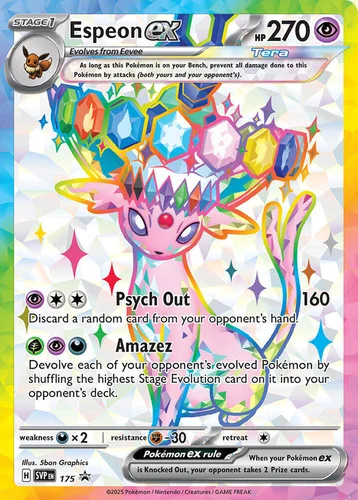 STAGE 1 Espeon ex HP 270
Evolves from Eevee Tera
As long as this Pokémon is on your Bench, prevent all damage done to this
Pokémon by attacks (both yours and your opponent's).
Psych Out 160
Discard a random card from your opponent's hand.
Amazez
Devolve each of your opponent's evolved Pokémon by
shuffling the highest Stage Evolution card on it into your
opponent's deck.
weakness ×2 resistance -30 retreat
Illus. 5ban Graphics
Pokémon ex rule When your Pokémon ex
is Knocked Out, your opponent takes 2 Prize cards.
H SVP EN 175
©2025 Pokémon / Nintendo / Creatures / GAME FREAK